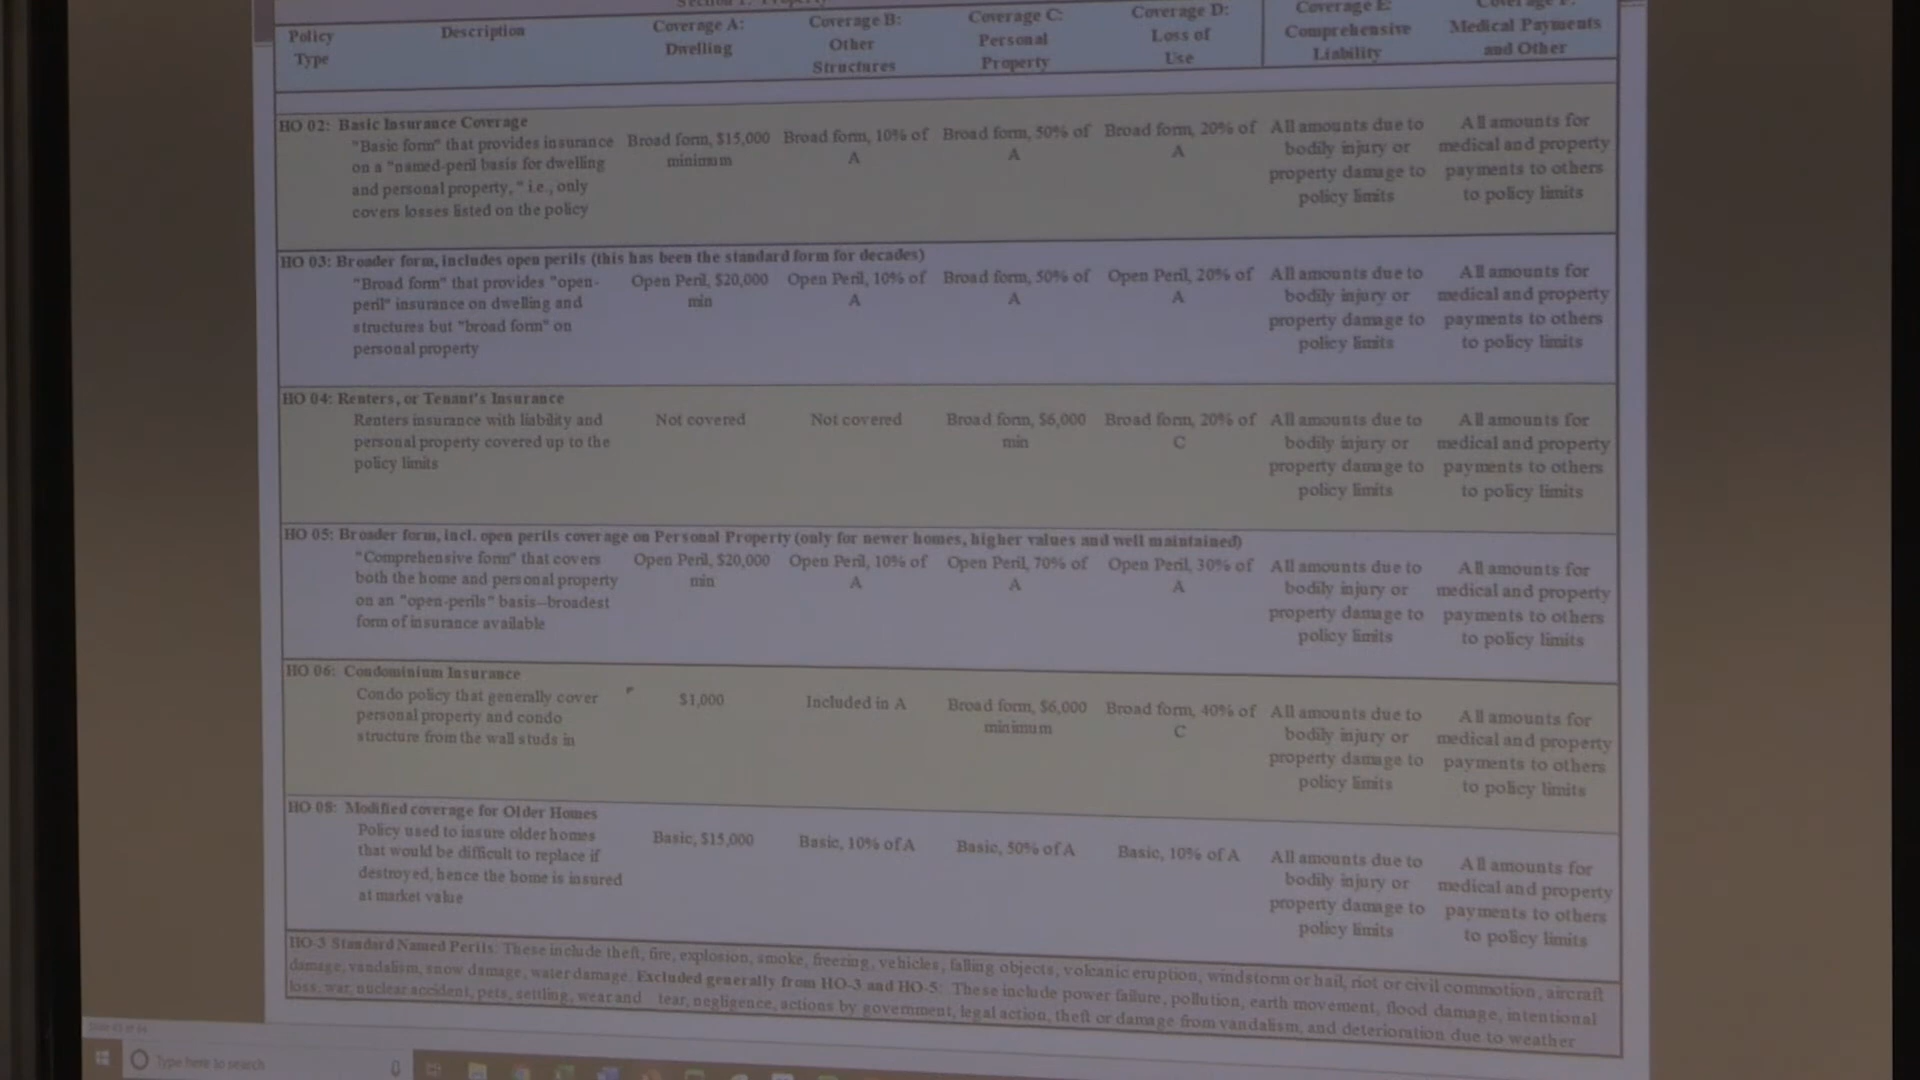 Section 1: Property
Policy Type
Description
Coverage A: Dwelling
Coverage B: Other Structures
Coverage C: Personal Property
Coverage D: Loss of Use
Coverage E: Comprehensive Liability
Medical Payments and Other
HO 02: Basic Insurance Coverage
"Basic form" that provides insurance
on a "named-peril basis for dwelling
and personal property, " i.e., only
covers losses listed on the policy
Broad form, $15,000
minimum
Broad form, 10% of
A
Broad form, 50% of
A
Broad form, 20% of
A
All amounts due to
bodily injury or
property damage to
policy limits
All amounts for
medical and property
payments to others
to policy limits
HO 03: Broader form, includes open perils (this has been the standard form for decades)
"Broad form" that provides "open-
peril" insurance on dwelling and
structures but "broad form" on
personal property
Open Peril, $20,000
min
Open Peril, 10% of
A
Broad form, 50% of
A
Open Peril, 20% of
A
All amounts due to
bodily injury or
property damage to
policy limits
All amounts for
medical and property
payments to others
to policy limits
HO 04: Renters, or Tenant's Insurance
Renters insurance with liability and
personal property covered up to the
policy limits
Not covered
Not covered
Broad form, $6,000
min
Broad form, 20% of
C
All amounts due to
bodily injury or
property damage to
policy limits
All amounts for
medical and property
payments to others
to policy limits
HO 05: Broader form, incl. open perils coverage on Personal Property (only for newer homes, higher values and well maintained)
"Comprehensive form" that covers
both the home and personal property
on an "open-perils" basis--broadest
form of insurance available
Open Peril, $20,000
min
Open Peril, 10% of
A
Open Peril, 70% of
A
Open Peril, 30% of
A
All amounts due to
bodily injury or
property damage to
policy limits
All amounts for
medical and property
payments to others
to policy limits
HO 06: Condominium Insurance
Condo policy that generally cover
personal property and condo
structure from the wall studs in
$1,000
Included in A
Broad form, $6,000
minimum
Broad form, 40% of
C
All amounts due to
bodily injury or
property damage to
policy limits
All amounts for
medical and property
payments to others
to policy limits
HO 08: Modified coverage for Older Homes
Policy used to insure older homes
that would be difficult to replace if
destroyed, hence the home is insured
at market value
Basic, $15,000
Basic, 10% of A
Basic, 50% of A
Basic, 10% of A
All amounts due to
bodily injury or
property damage to
policy limits
All amounts for
medical and property
payments to others
to policy limits
HO 3 Standard Named Perils: These include theft, fire, explosion, smoke, freezing, vehicles, falling objects, volcanic eruption, windstorm or hail, riot or civil commotion, aircraft
damage, vandalism, snow damage, water damage. Excluded generally from HO-3 and HO-5: These include power failure, pollution, earth movement, flood damage, intentional
loss, war, nuclear accident, pets, settling, wear and tear, negligence, actions by government, legal action, theft or damage from vandalism, and deterioration due to weather
Type here to search